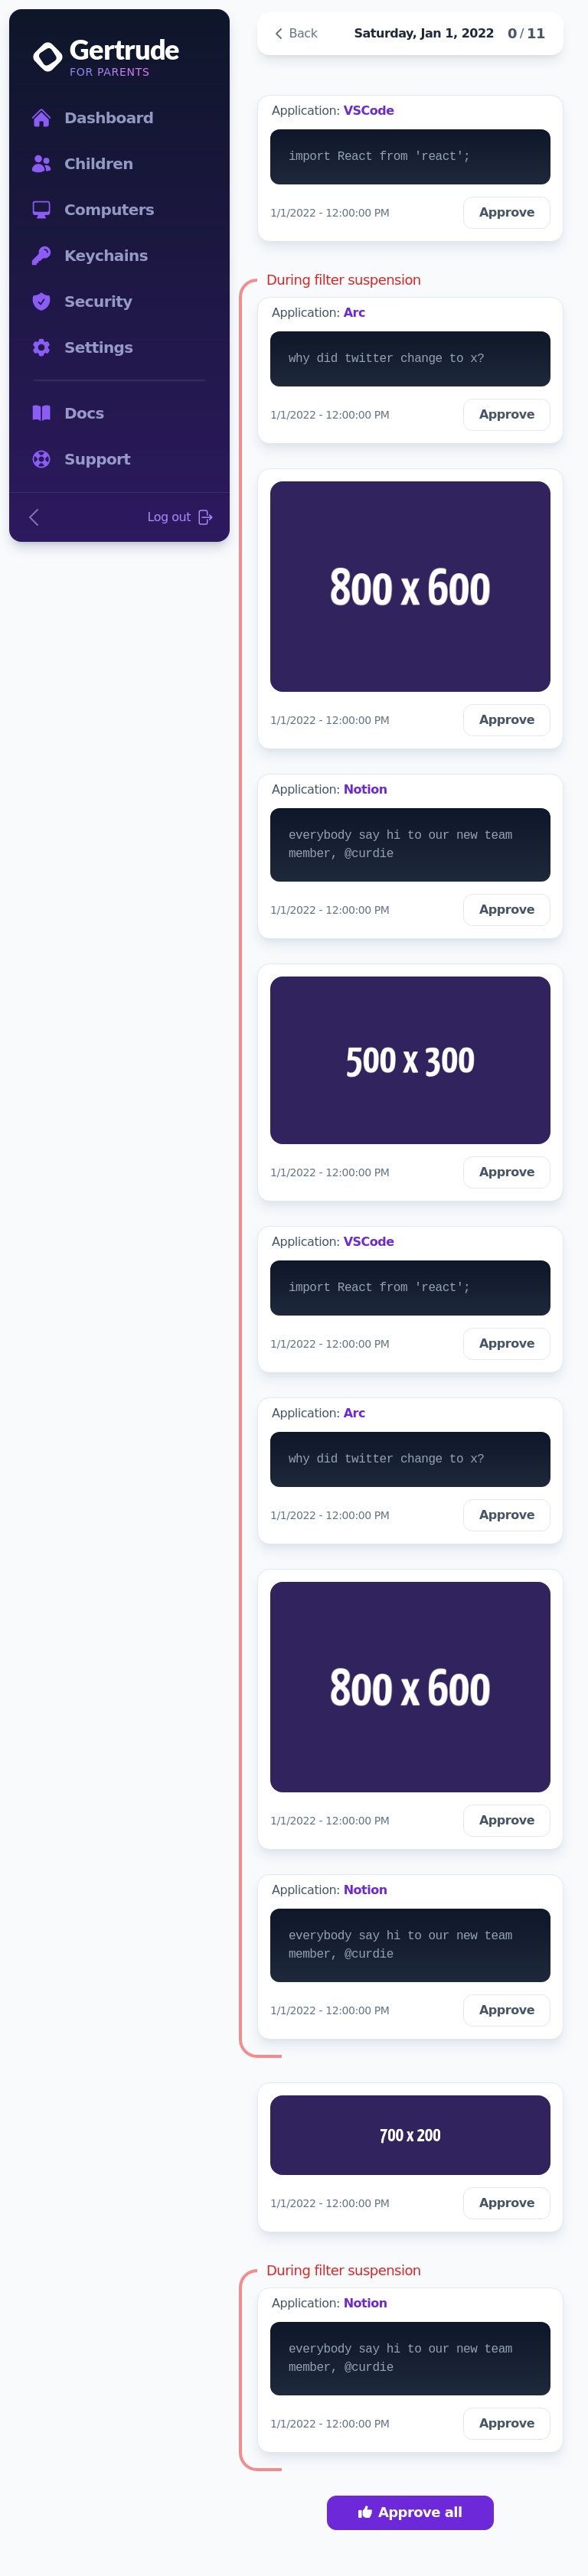 Gertrude
FOR PARENTS
Dashboard
Children
Computers
Keychains
Security
Settings
Docs
Support
Log out
Back
Saturday, Jan 1, 2022
0 / 11
Application: VSCode
import React from 'react';
1/1/2022 - 12:00:00 PM
Approve
During filter suspension
Application: Arc
why did twitter change to x?
1/1/2022 - 12:00:00 PM
Approve
800 x 600
1/1/2022 - 12:00:00 PM
Approve
Application: Notion
everybody say hi to our new team
member, @curdie
1/1/2022 - 12:00:00 PM
Approve
500 x 300
1/1/2022 - 12:00:00 PM
Approve
Application: VSCode
import React from 'react';
1/1/2022 - 12:00:00 PM
Approve
Application: Arc
why did twitter change to x?
1/1/2022 - 12:00:00 PM
Approve
800 x 600
1/1/2022 - 12:00:00 PM
Approve
Application: Notion
everybody say hi to our new team
member, @curdie
1/1/2022 - 12:00:00 PM
Approve
700 x 200
1/1/2022 - 12:00:00 PM
Approve
During filter suspension
Application: Notion
everybody say hi to our new team
member, @curdie
1/1/2022 - 12:00:00 PM
Approve
Approve all